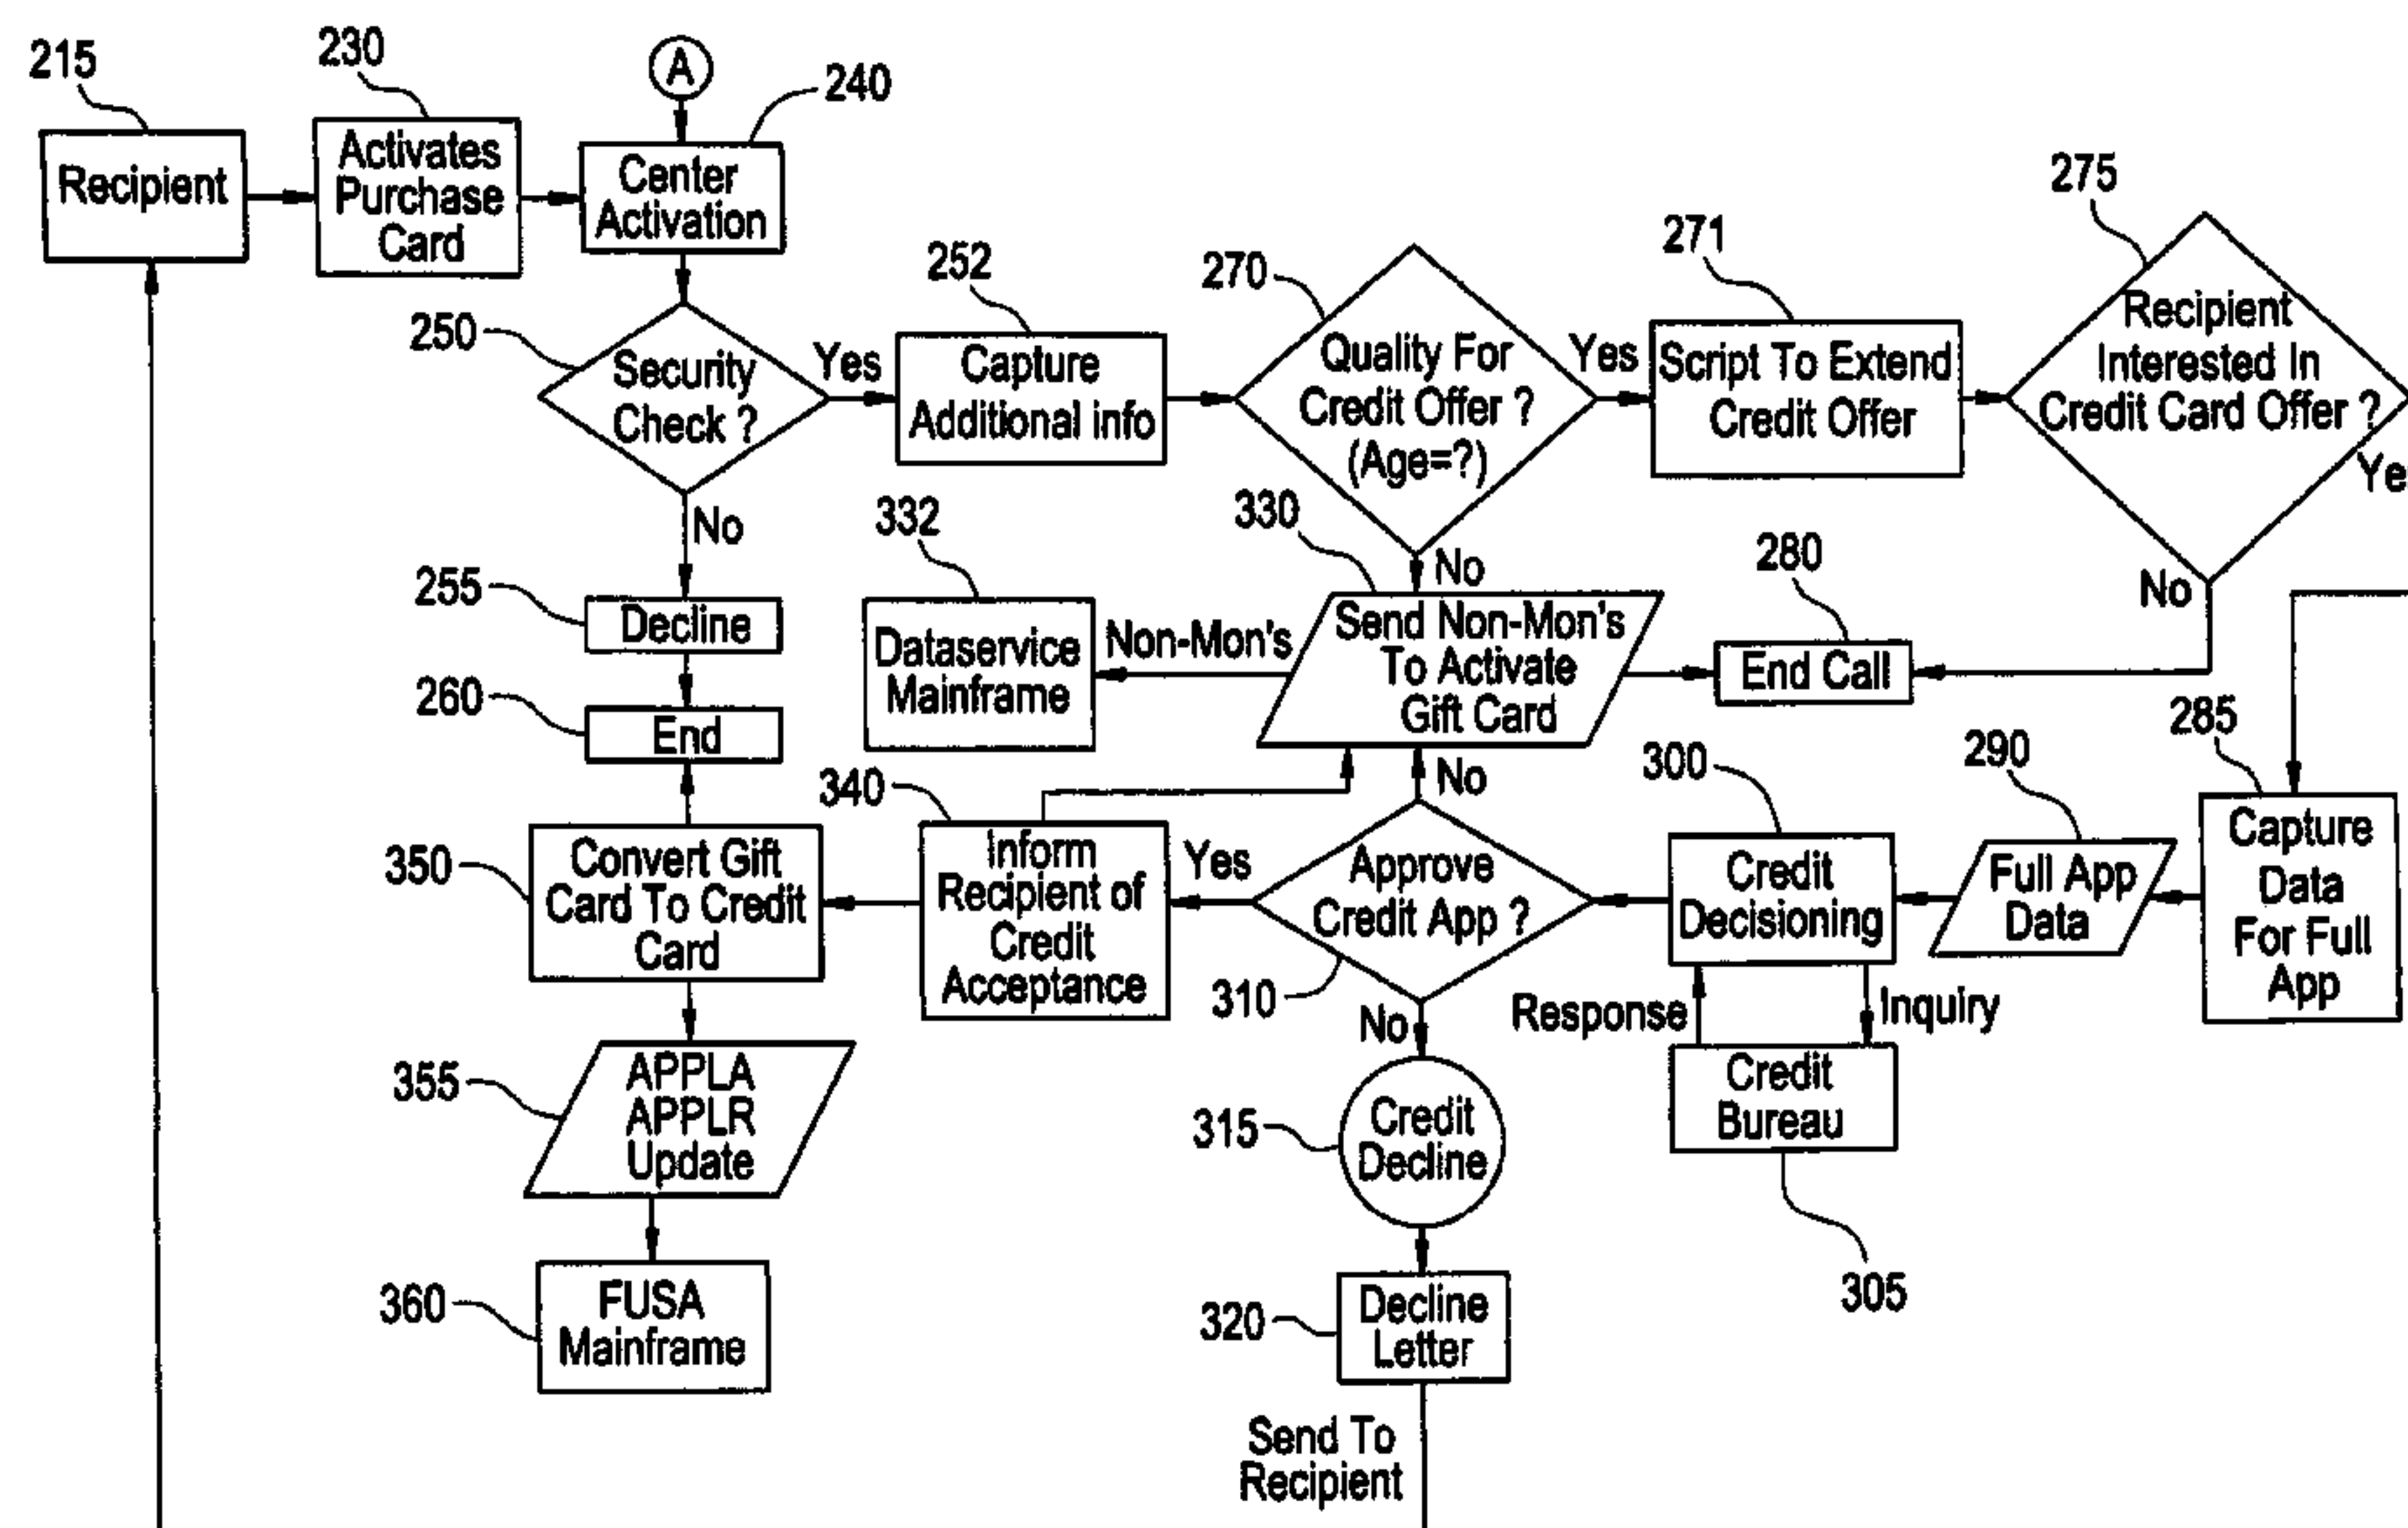 215
230
A
240
Recipient
Activates
Purchase
Card
Center
Activation
275
271
252
270
250
Security
Check ?
Yes
Capture
Additional info
Quality For
Credit Offer ?
(Age=?)
Yes
Script To Extend
Credit Offer
Recipient
Interested In
Credit Card Offer ?
Ye
No
332
330
No
280
No
255
Decline
Dataservice
Mainframe
Non-Mon's
Send Non-Mon's
To Activate
Gift Card
End Call
260
End
285
340
No
300
290
350
Convert Gift
Card To Credit
Card
Inform
Recipient of
Credit
Acceptance
Yes
Approve
Credit App ?
310
Credit
Decisioning
Full App
Data
Capture
Data
For Full
App
No
Response
Inquiry
355
APPLA
APPLR
Update
315
Credit
Decline
Credit
Bureau
305
360
FUSA
Mainframe
320
Decline
Letter
Send To
Recipient